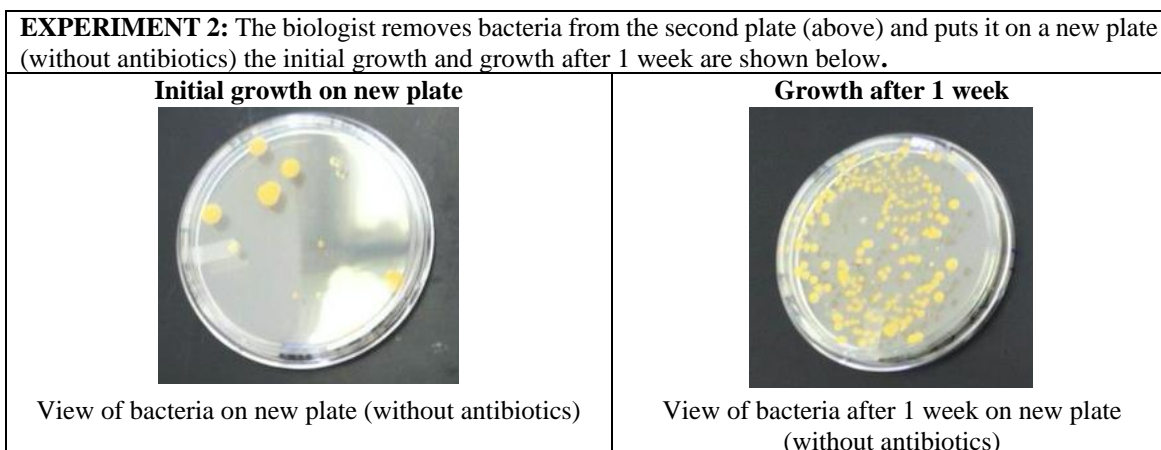 EXPERIMENT 2: The biologist removes bacteria from the second plate (above) and puts it on a new plate
(without antibiotics) the initial growth and growth after 1 week are shown below.
Initial growth on new plate
Growth after 1 week
View of bacteria on new plate (without antibiotics)
View of bacteria after 1 week on new plate
(without antibiotics)